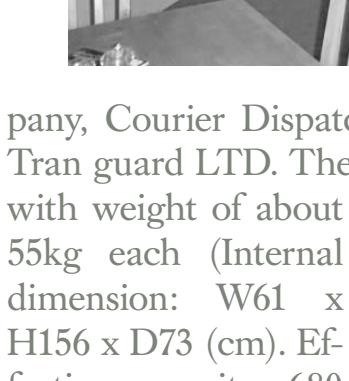 pany, Courier Dispatc
Tran guard LTD. The
with weight of about
55kg each (Internal
dimension: W61 x
H156 x D73 (cm). Ef-